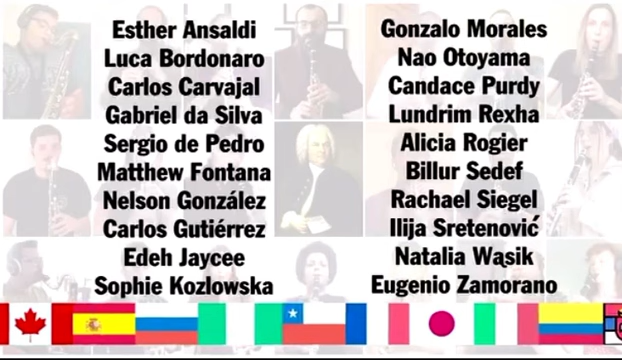 Esther Ansaldi
Luca Bordonaro
Carlos Carvajal
Gabriel da Silva
Sergio de Pedro
Matthew Fontana
Nelson González
Carlos Gutiérrez
Edeh Jaycee
Sophie Kozlowska
Gonzalo Morales
Nao Otoyama
Candace Purdy
Lundrim Rexha
Alicia Rogier
Billur Sedef
Rachael Siegel
Ilija Sretenović
Natalia Wąsik
Eugenio Zamorano